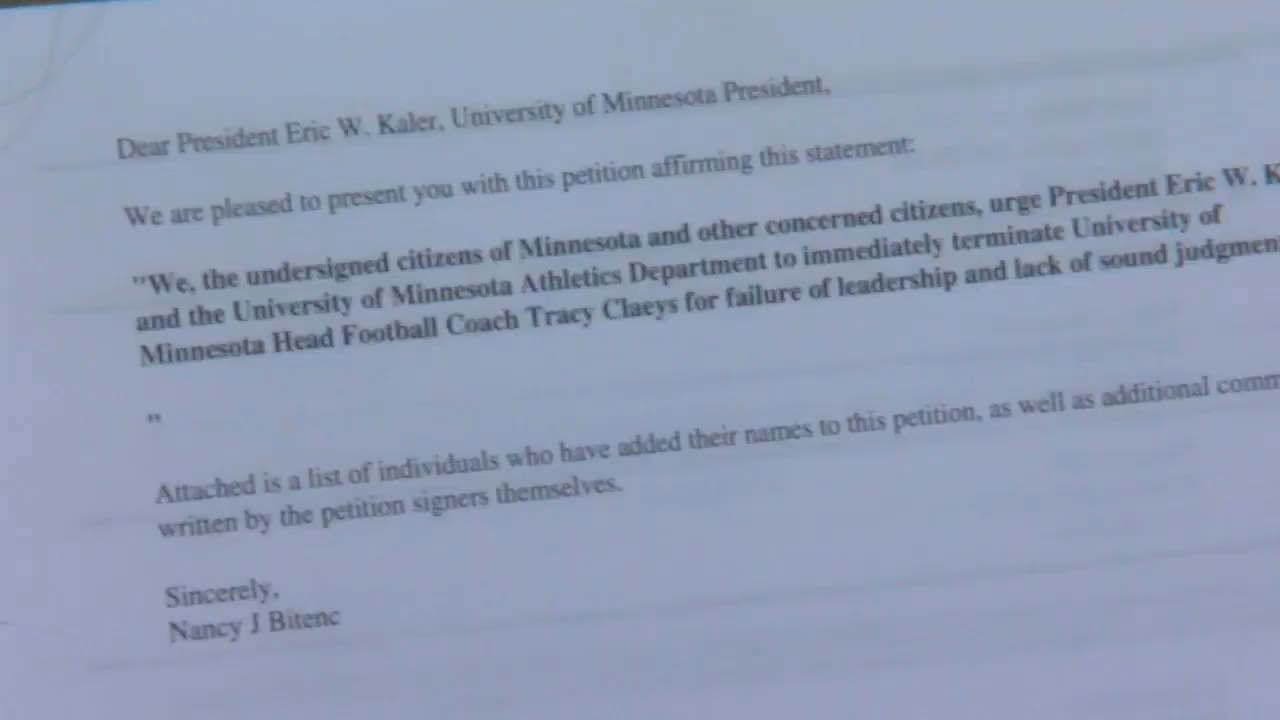 Dear President Eric W. Kaler, University of Minnesota President,
We are pleased to present you with this petition affirming this statement:
"We, the undersigned citizens of Minnesota and other concerned citizens, urge President Eric W. K
and the University of Minnesota Athletics Department to immediately terminate University of
Minnesota Head Football Coach Tracy Claeys for failure of leadership and lack of sound judgmen
"
Attached is a list of individuals who have added their names to this petition, as well as additional comm
written by the petition signers themselves.
Sincerely,
Nancy J Bitenc